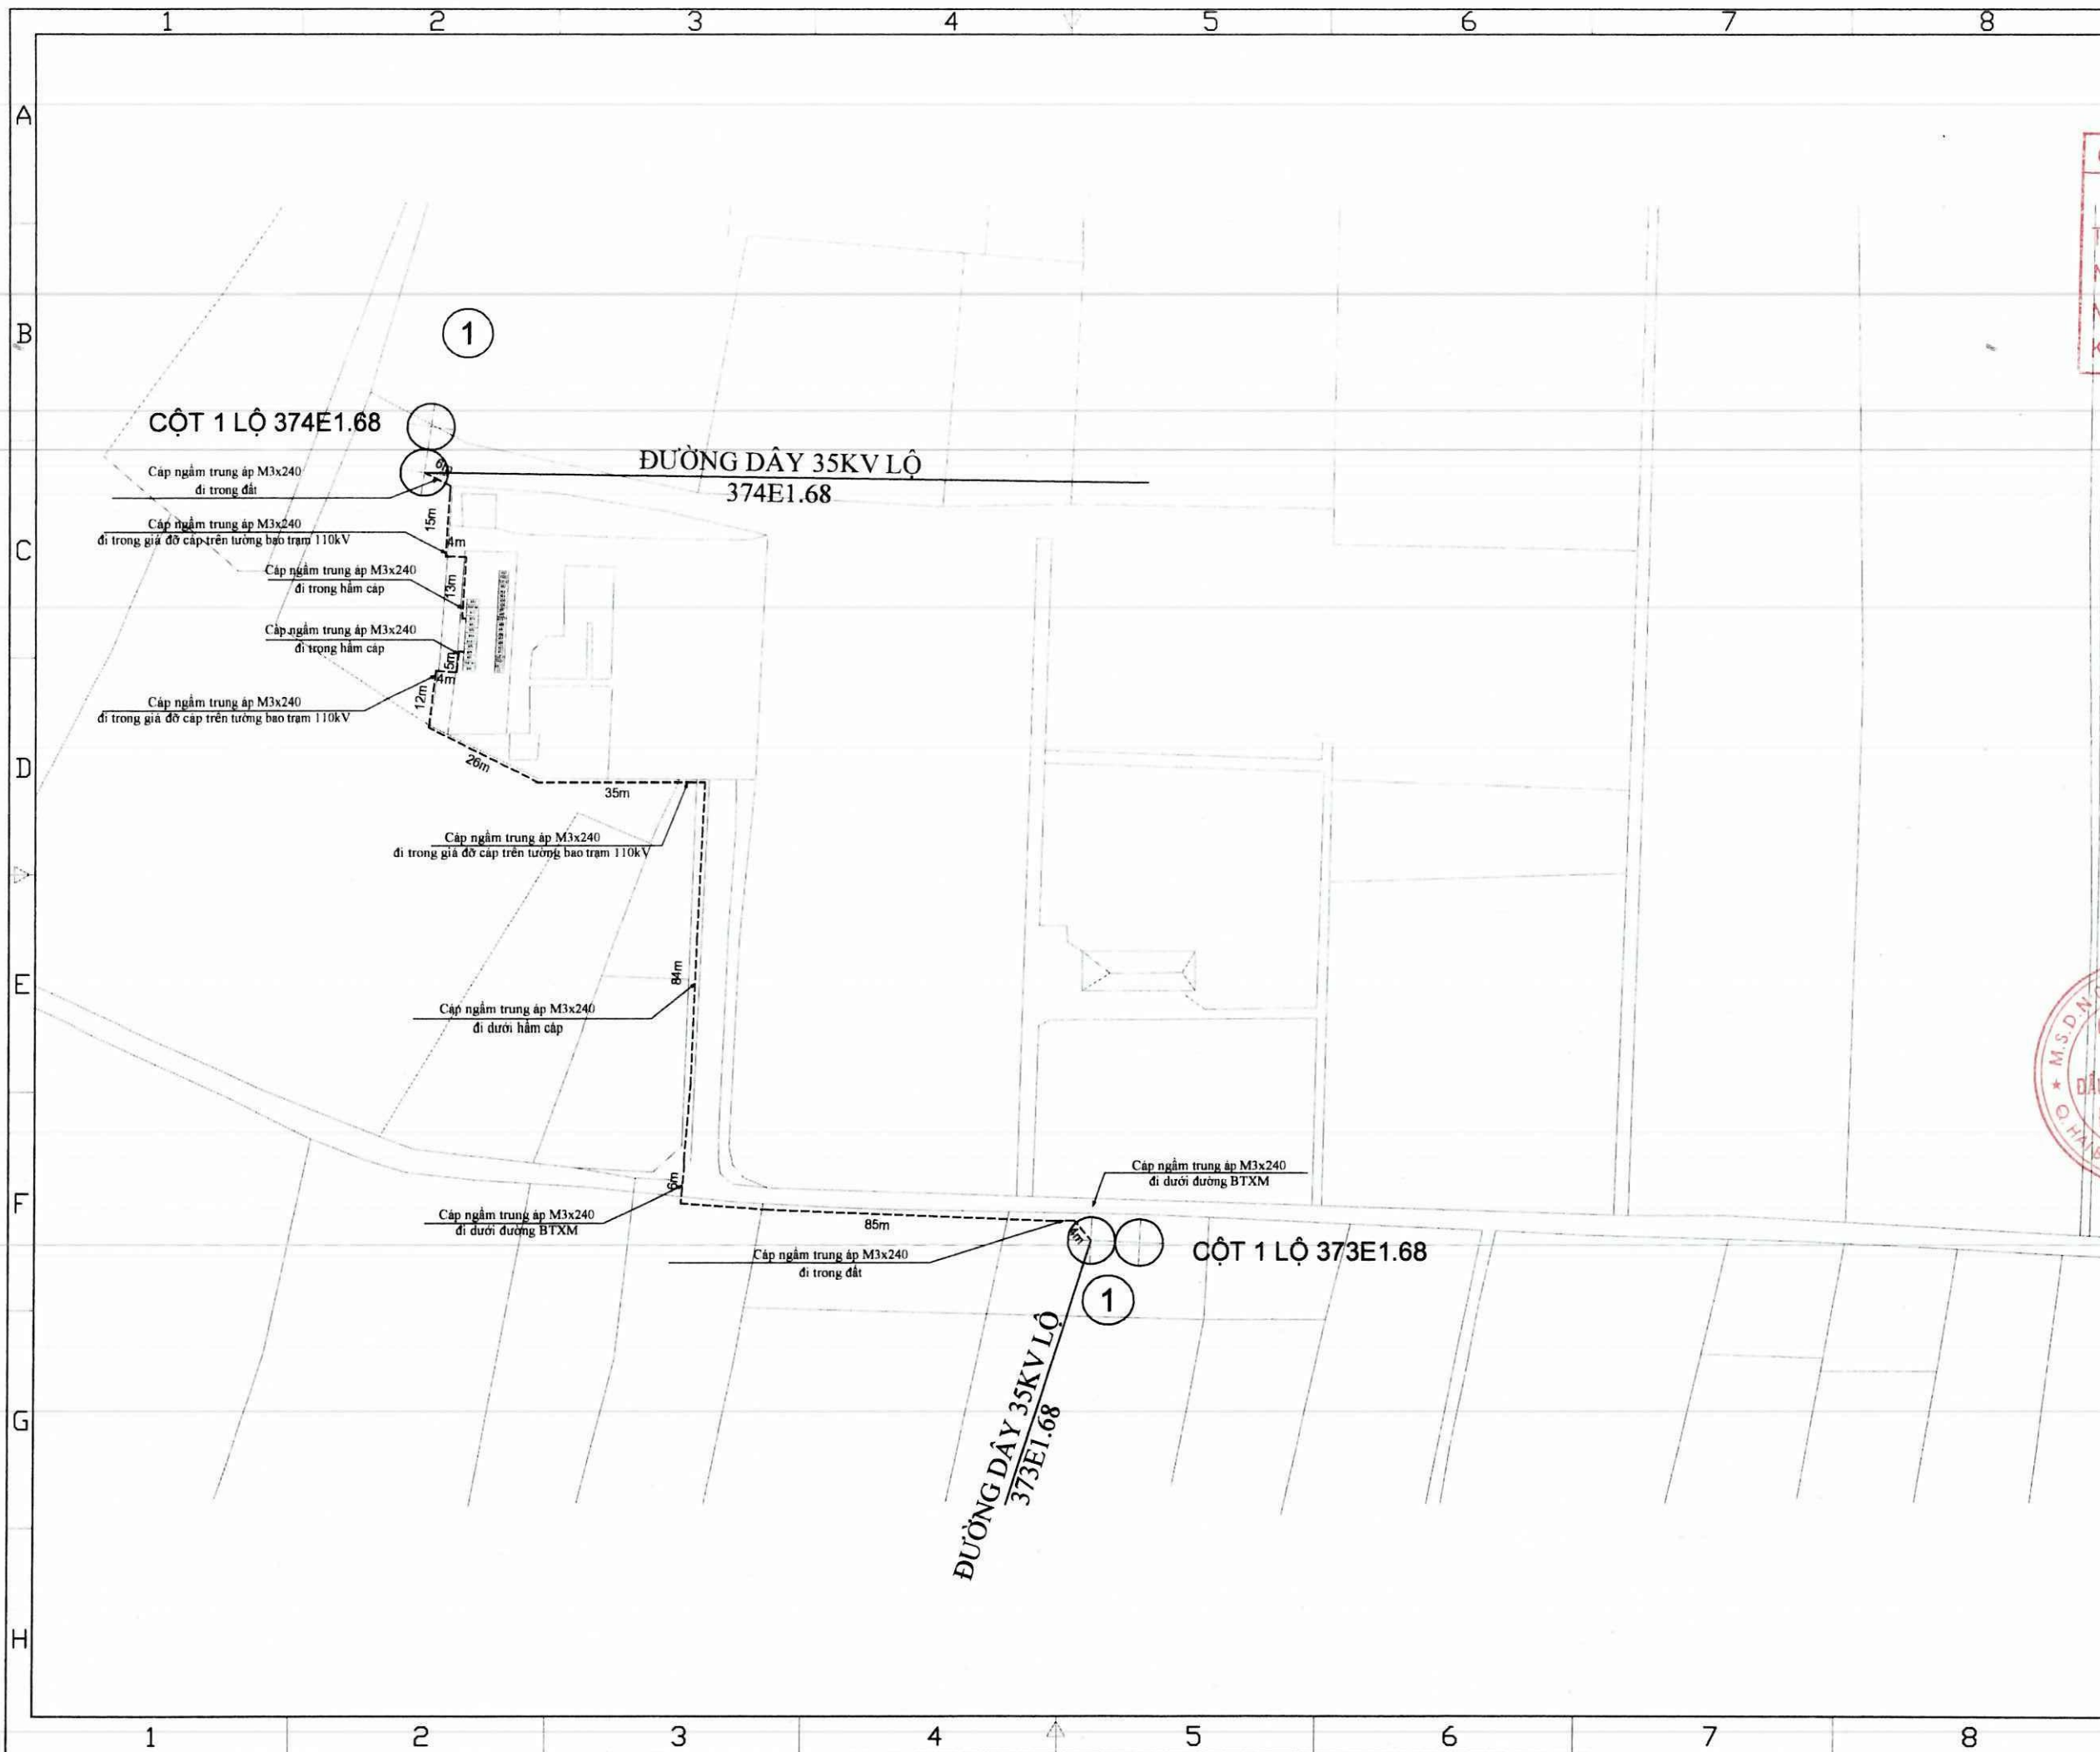 1 2 3 4 5 6 7 8
A
B
C
D
E
F
G
H
1
CỘT 1 LỘ 374E1.68
6m
ĐƯỜNG DÂY 35KV LỘ
374E1.68
Cáp ngầm trung áp M3x240
đi trong đất
15m
Cáp ngầm trung áp M3x240
đi trong giá đỡ cáp trên tường bao trạm 110kV
4m
Cáp ngầm trung áp M3x240
đi trong hầm cáp
13m
Cáp ngầm trung áp M3x240
đi trong hầm cáp
5m
4m
12m
Cáp ngầm trung áp M3x240
đi trong giá đỡ cáp trên tường bao trạm 110kV
26m
35m
Cáp ngầm trung áp M3x240
đi trong giá đỡ cáp trên tường bao trạm 110kV
84m
Cáp ngầm trung áp M3x240
đi dưới hầm cáp
6m
Cáp ngầm trung áp M3x240
đi dưới đường BTXM
85m
Cáp ngầm trung áp M3x240
đi dưới đường BTXM
4m
Cáp ngầm trung áp M3x240
đi trong đất
CỘT 1 LỘ 373E1.68
1
ĐƯỜNG DÂY 35KV LỘ
373E1.68
M.S.D.N
Q. HAI
1 2 3 4 5 6 7 8